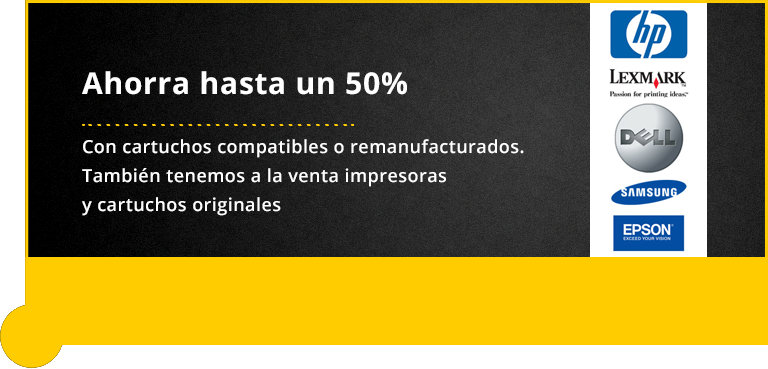 Ahorra hasta un 50%
Con cartuchos compatibles o remanufacturados.
También tenemos a la venta impresoras
y cartuchos originales
hp
LEXMARK
Passion for printing ideas.™
DELL
SAMSUNG
EPSON
EXCEED YOUR VISION